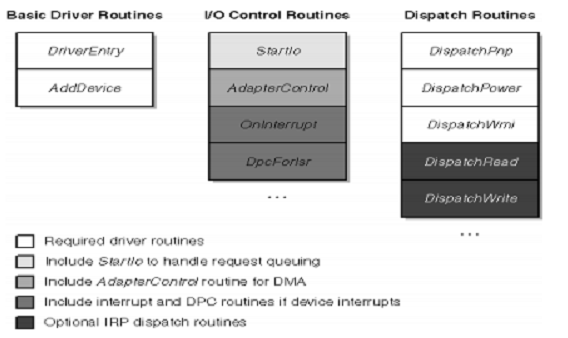 Basic Driver Routines
DriverEntry
AddDevice
I/O Control Routines
StartIo
AdapterControl
OnInterrupt
DpcForIsr
...
Dispatch Routines
DispatchPnp
DispatchPower
DispatchWmi
DispatchRead
DispatchWrite
...
Required driver routines
Include StartIo to handle request queuing
Include AdapterControl routine for DMA
Include interrupt and DPC routines if device interrupts
Optional IRP dispatch routines